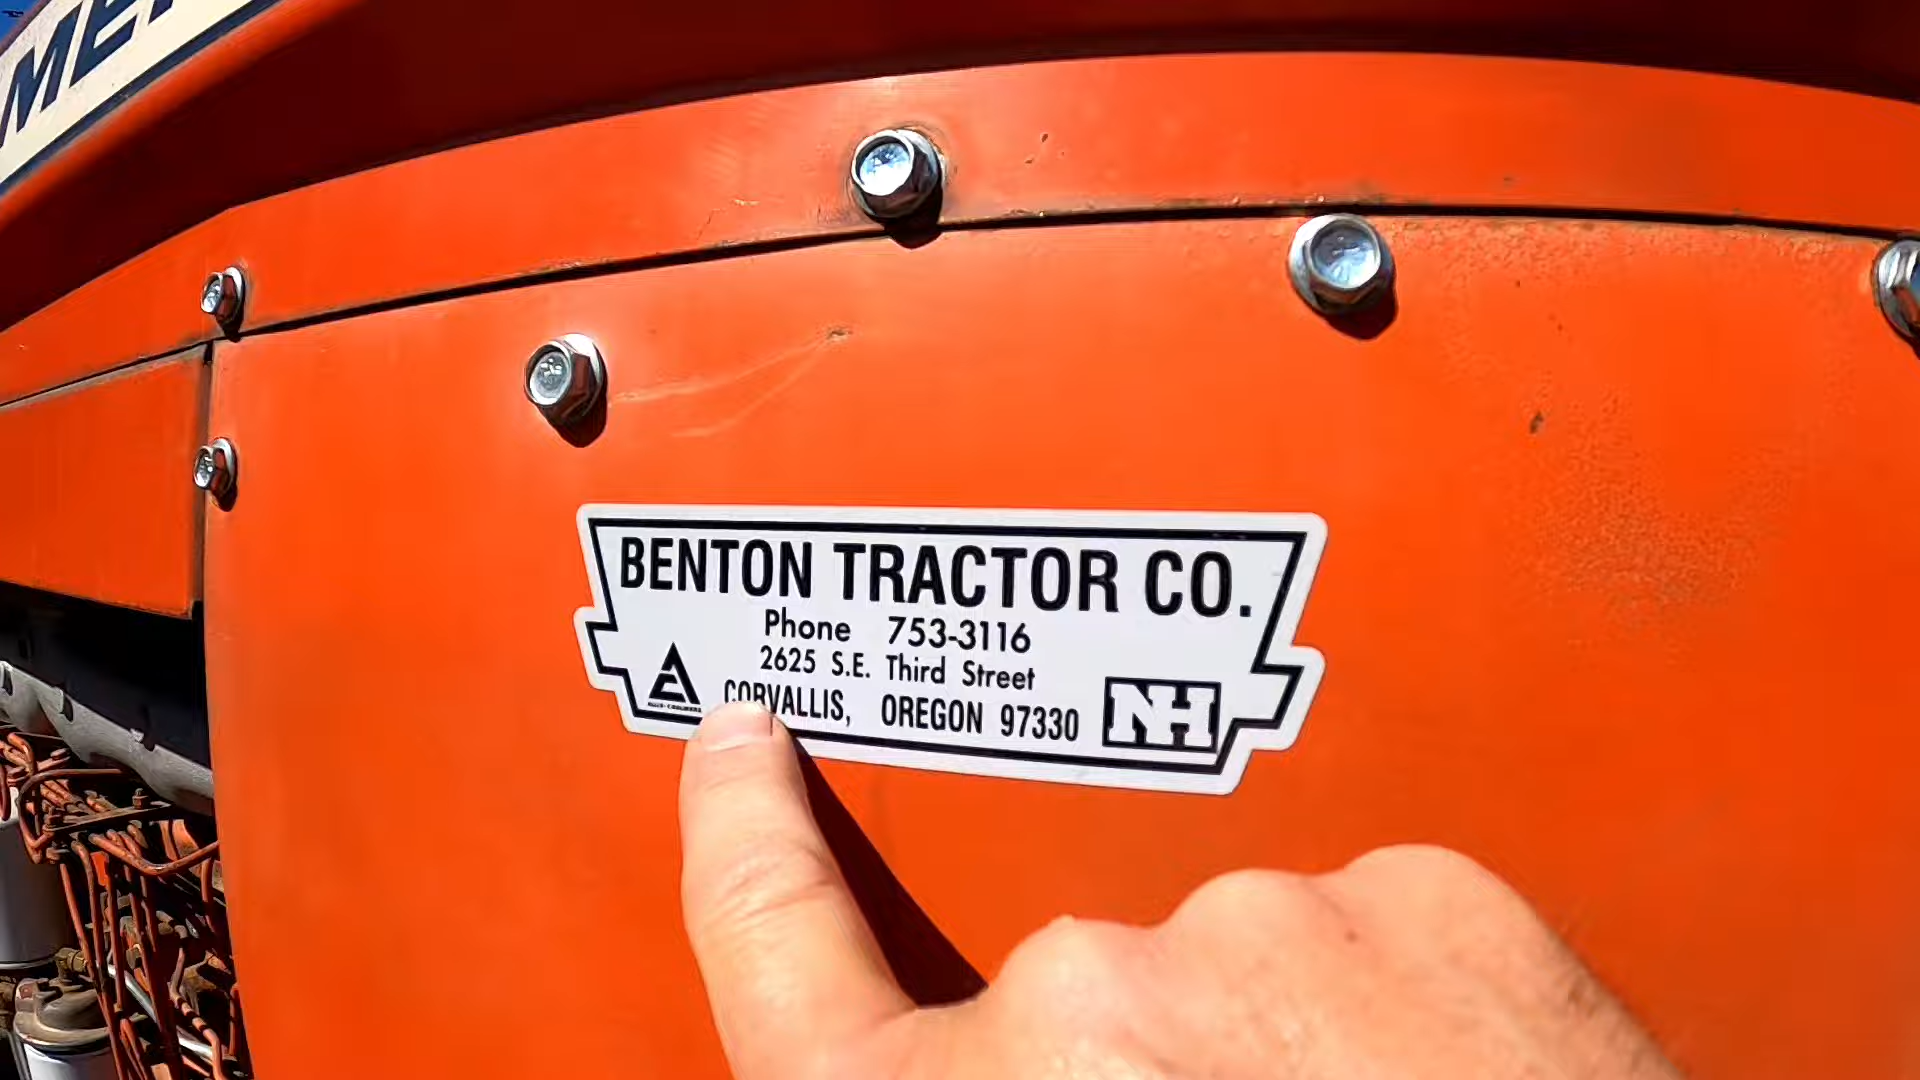 BENTON TRACTOR CO.
Phone 753-3116
2625 S.E. Third Street
CORVALLIS, OREGON 97330
NH